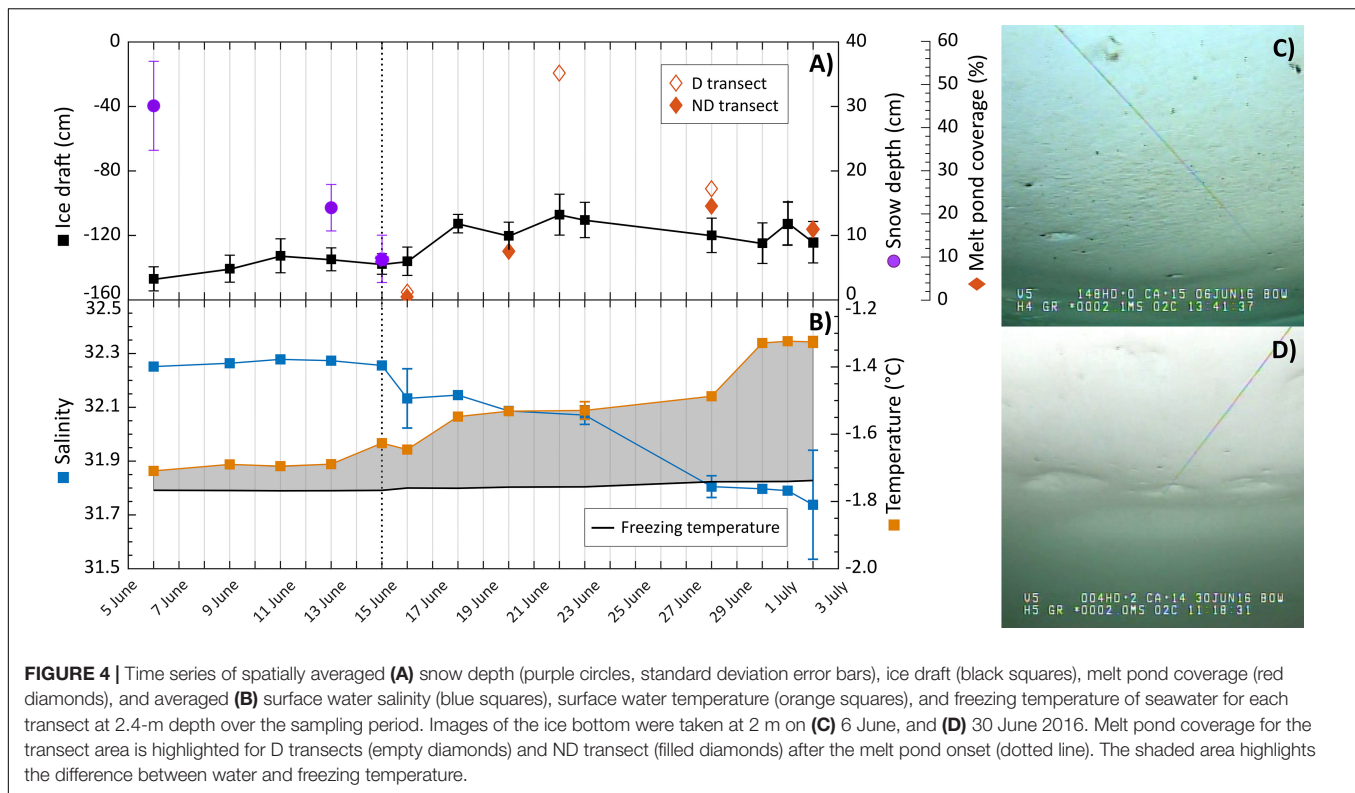 0
-40
-80
-120
-160
Ice draft (cm)
A)
D transect
ND transect
40
30
20
10
0
Snow depth (cm)
60
50
40
30
20
10
0
Melt pond coverage (%)
32.5
32.3
32.1
31.9
31.7
31.5
Salinity
B)
Freezing temperature
-1.2
-1.4
-1.6
-1.8
-2.0
Temperature (°C)
5 June
7 June
9 June
11 June
13 June
15 June
17 June
19 June
21 June
23 June
25 June
27 June
29 June
1 July
3 July
C)
V5 148HD+0 CA+15 06JUN16 BOW
H4 GR *0002.1MS 02C 13:41:37
D)
V5 004HD+2 CA+14 30JUN16 BOW
H5 GR *0002.0MS 02C 11:18:31
FIGURE 4 | Time series of spatially averaged (A) snow depth (purple circles, standard deviation error bars), ice draft (black squares), melt pond coverage (red
diamonds), and averaged (B) surface water salinity (blue squares), surface water temperature (orange squares), and freezing temperature of seawater for each
transect at 2.4-m depth over the sampling period. Images of the ice bottom were taken at 2 m on (C) 6 June, and (D) 30 June 2016. Melt pond coverage for the
transect area is highlighted for D transects (empty diamonds) and ND transect (filled diamonds) after the melt pond onset (dotted line). The shaded area highlights
the difference between water and freezing temperature.